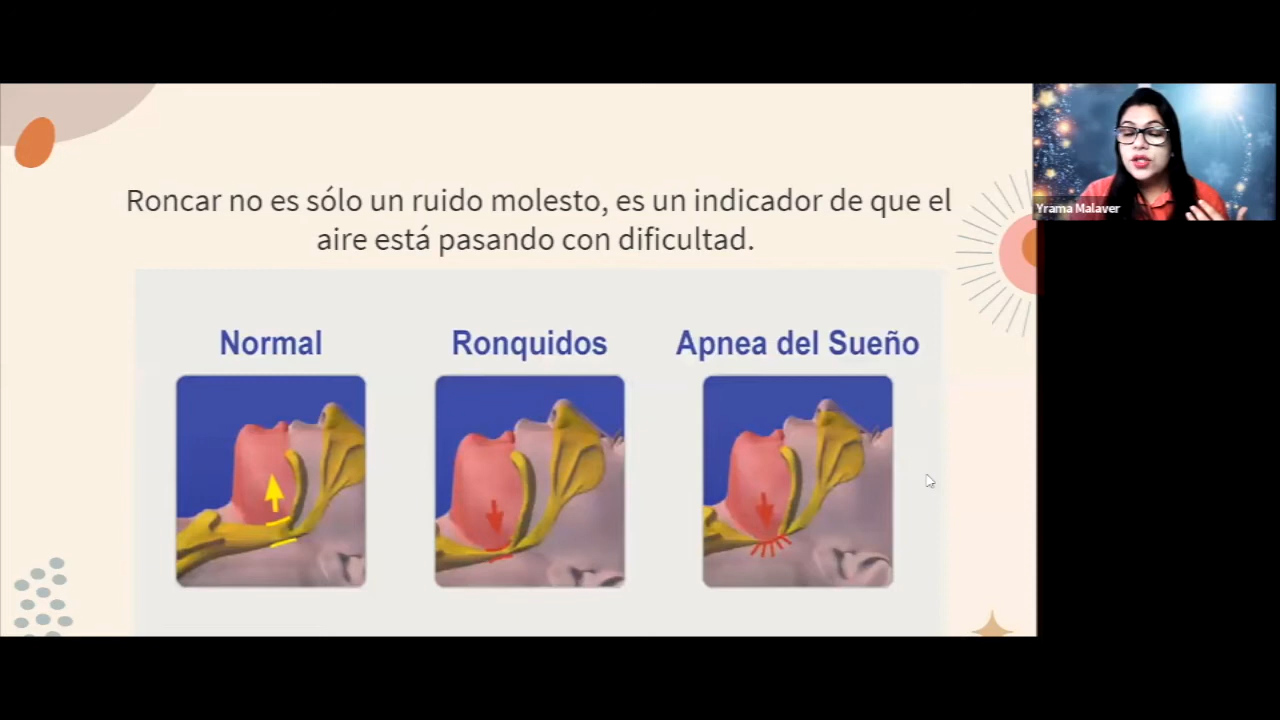 Roncar no es sólo un ruido molesto, es un indicador de que el
aire está pasando con dificultad.
Yrama Malaver
Normal
Ronquidos
Apnea del Sueño